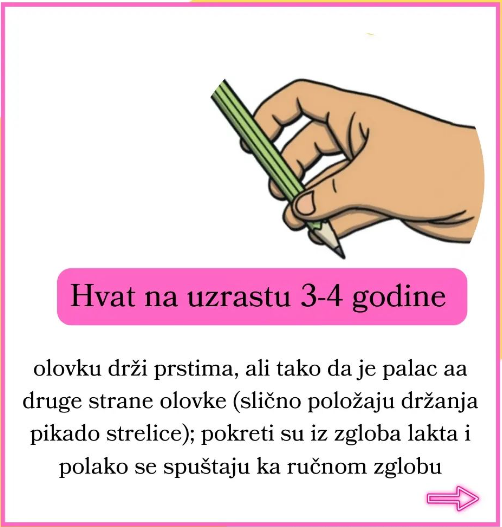 Hvat na uzrastu 3-4 godine
olovku drži prstima, ali tako da je palac aa
druge strane olovke (slično položaju držanja
pikado strelice); pokreti su iz zgloba lakta i
polako se spuštaju ka ručnom zglobu